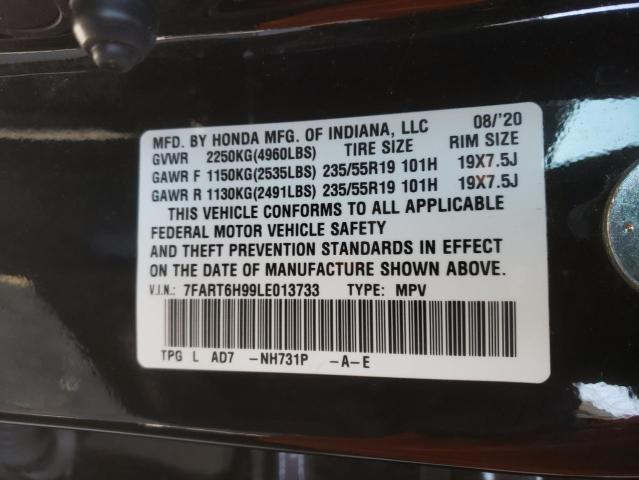 MFD. BY HONDA MFG. OF INDIANA, LLC 08/'20
GVWR 2250KG(4960LBS) TIRE SIZE RIM SIZE
GAWR F 1150KG(2535LBS) 235/55R19 101H 19X7.5J
GAWR R 1130KG(2491LBS) 235/55R19 101H 19X7.5J
THIS VEHICLE CONFORMS TO ALL APPLICABLE
FEDERAL MOTOR VEHICLE SAFETY
AND THEFT PREVENTION STANDARDS IN EFFECT
ON THE DATE OF MANUFACTURE SHOWN ABOVE.
V.I.N.: 7FART6H99LE013733 TYPE: MPV
TPG L AD7 -NH731P -A-E